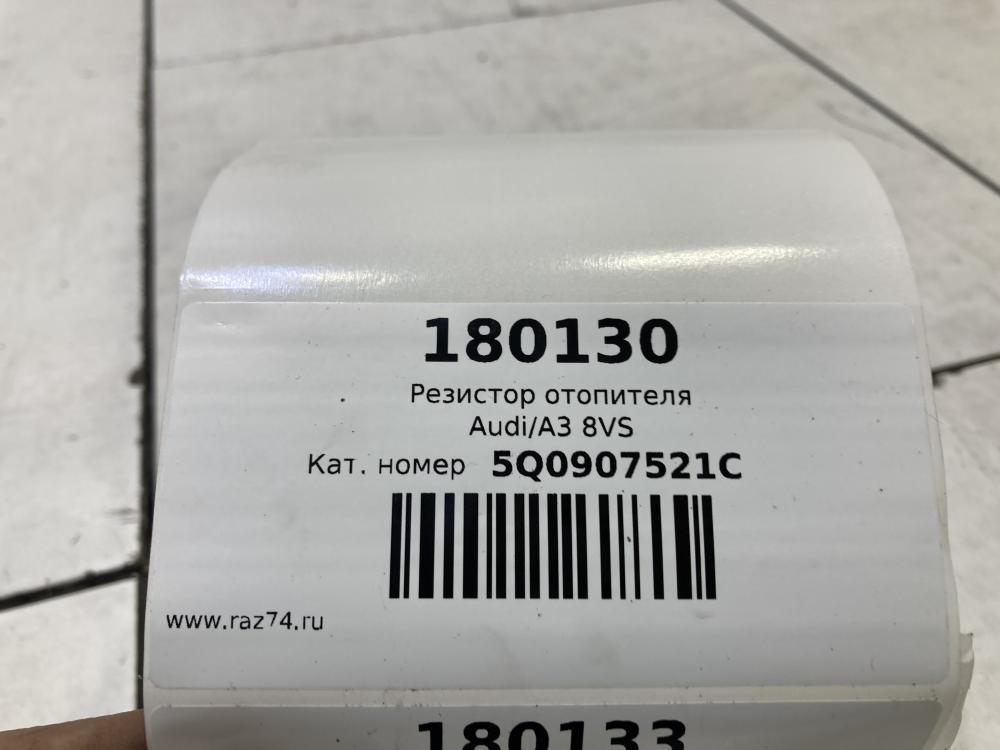 180130
Резистор отопителя
Audi/A3 8VS
Кат. номер 5Q0907521C
www.raz74.ru
180133